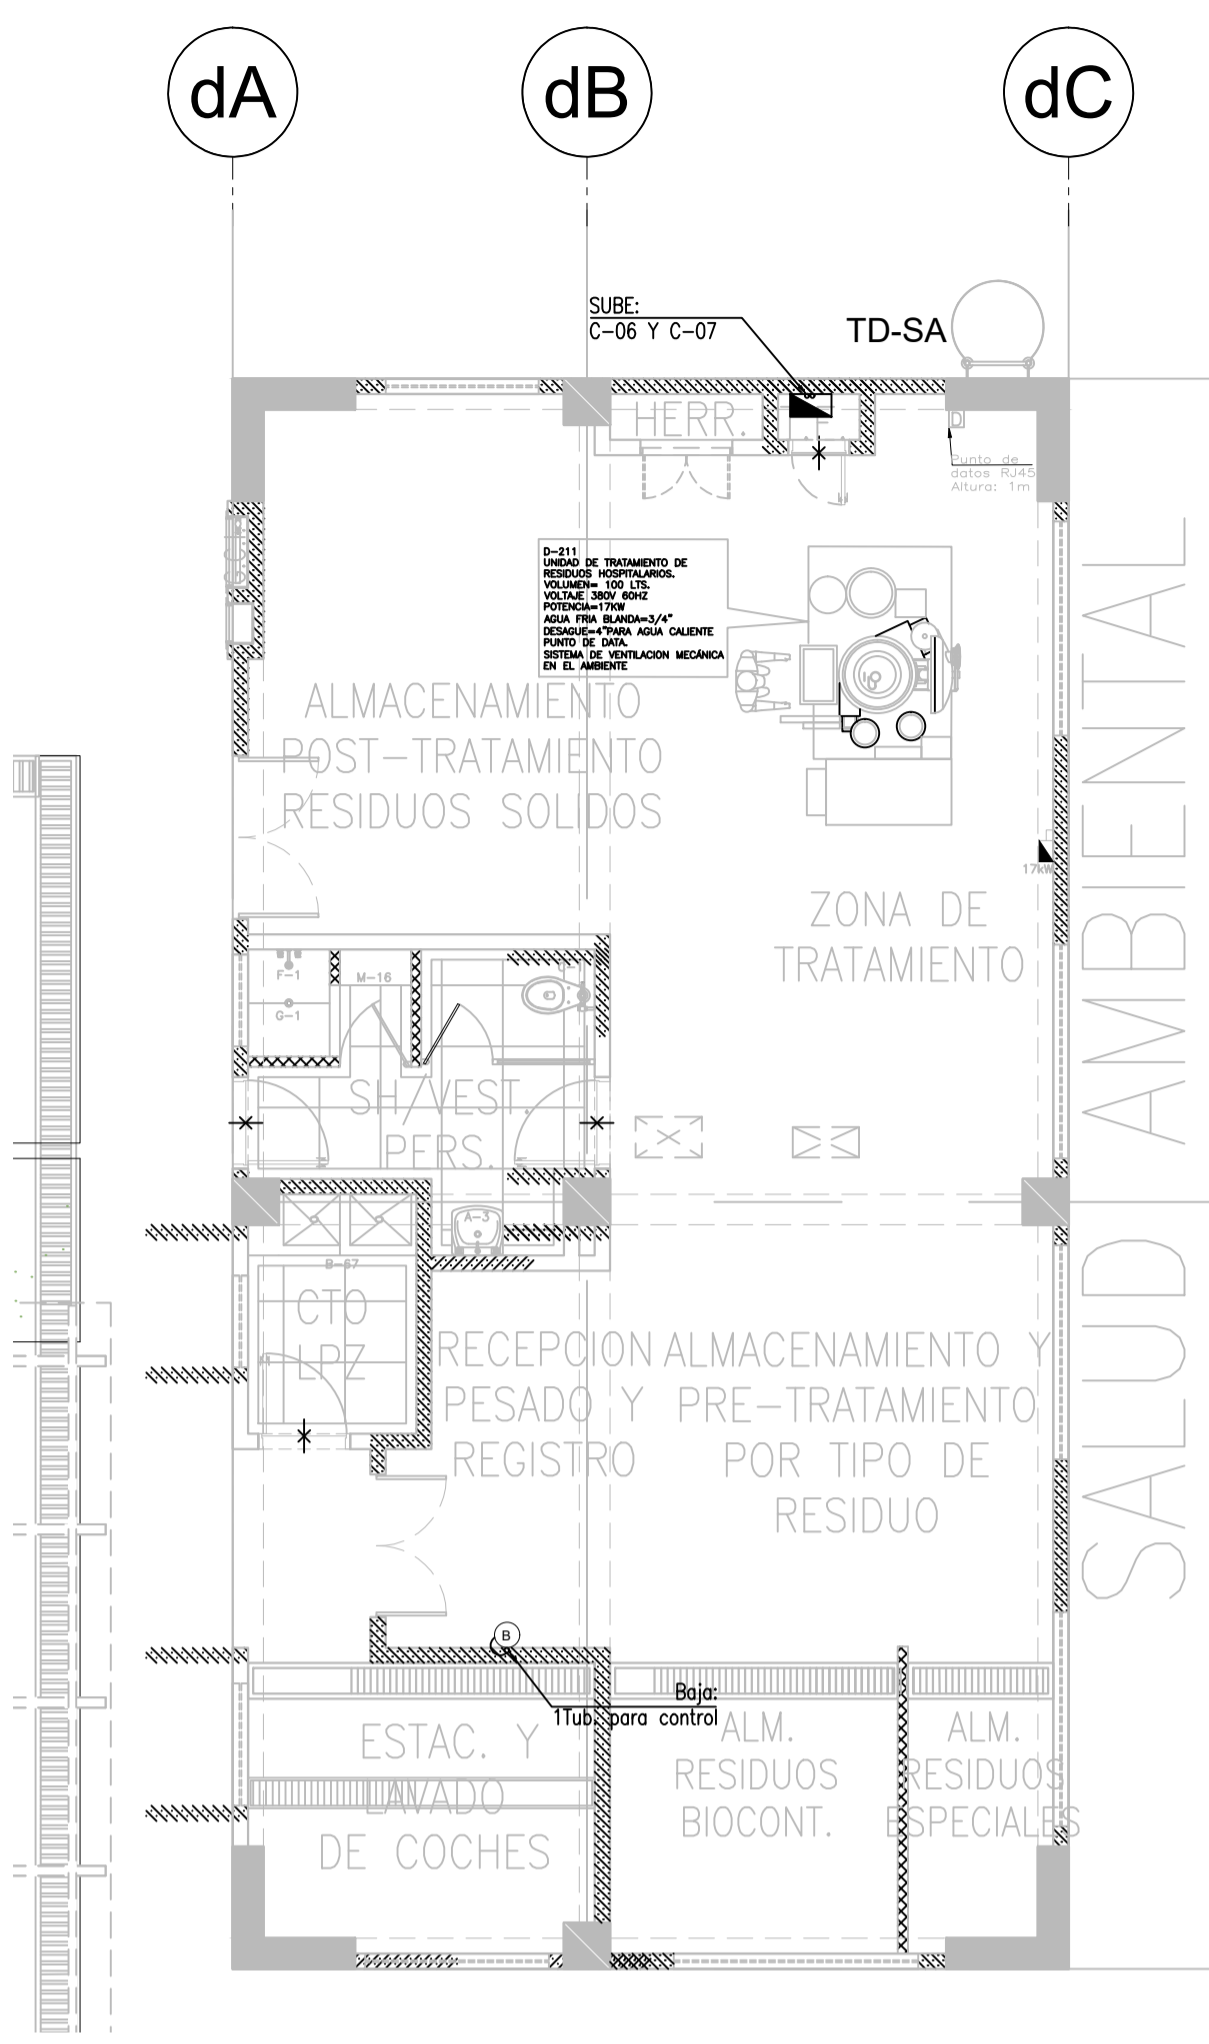 dA
dB
dC
SUBE:
C-06 Y C-07
TD-SA
HERR.
D
Punto de
datos RJ45
Altura: 1m
D-211
UNIDAD DE TRATAMIENTO DE
RESIDUOS HOSPITALARIOS.
VOLUMEN= 100 LTS.
VOLTAJE 380V 60HZ
POTENCIA=17KW
AGUA FRIA BLANDA=3/4"
DESAGUE=4"PARA AGUA CALIENTE
PUNTO DE DATA.
SISTEMA DE VENTILACION MECÁNICA
EN EL AMBIENTE
ALMACENAMIENTO
POST-TRATAMIENTO
RESIDUOS SOLIDOS
17kW
ZONA DE
TRATAMIENTO
SALUD AMBIENTAL
F-1
M-16
G-1
SH/VEST.
PERS.
A-3
B-67
CTO
LPZ
RECEPCION
PESADO Y
REGISTRO
ALMACENAMIENTO Y
PRE-TRATAMIENTO
POR TIPO DE
RESIDUO
B
Baja:
1Tub. para control
ESTAC. Y
LAVADO
DE COCHES
ALM.
RESIDUOS
BIOCONT.
ALM.
RESIDUOS
ESPECIALES